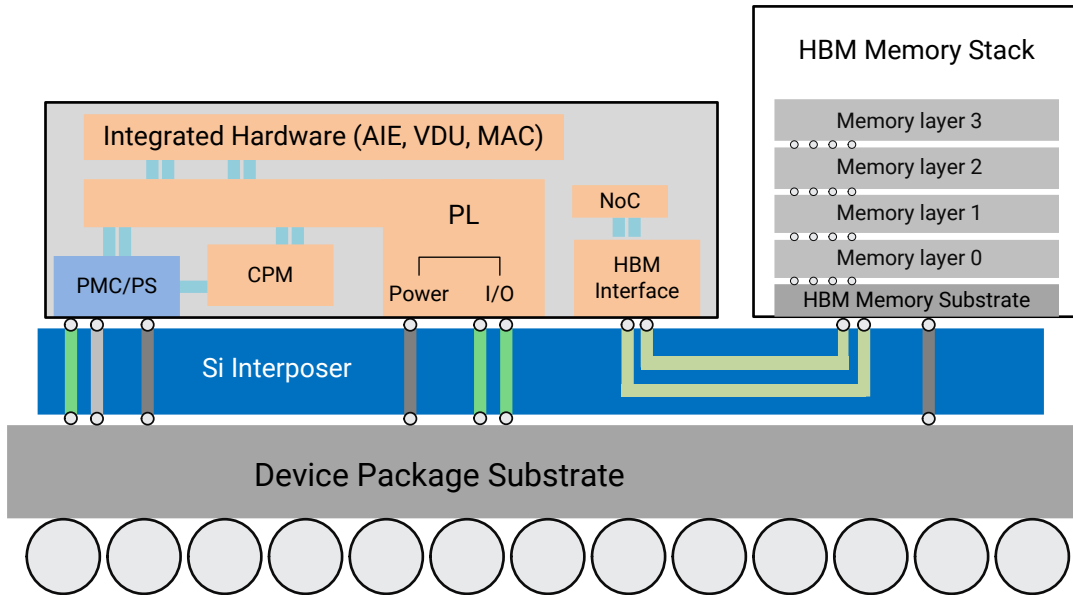 HBM Memory Stack
Memory layer 3
Memory layer 2
Memory layer 1
Memory layer 0
HBM Memory Substrate
Integrated Hardware (AIE, VDU, MAC)
PL
NoC
PMC/PS
CPM
HBM
Interface
Power
I/O
Si Interposer
Device Package Substrate